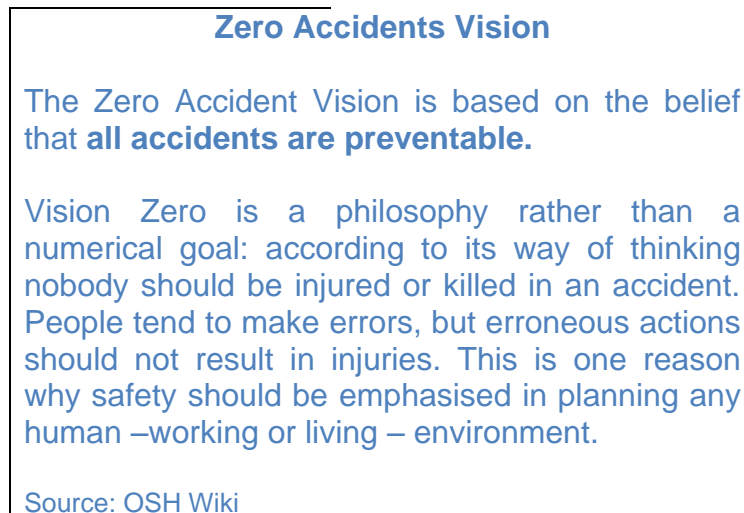 Zero Accidents Vision
The Zero Accident Vision is based on the belief
that all accidents are preventable.
Vision Zero is a philosophy rather than a
numerical goal: according to its way of thinking
nobody should be injured or killed in an accident.
People tend to make errors, but erroneous actions
should not result in injuries. This is one reason
why safety should be emphasised in planning any
human –working or living – environment.
Source: OSH Wiki